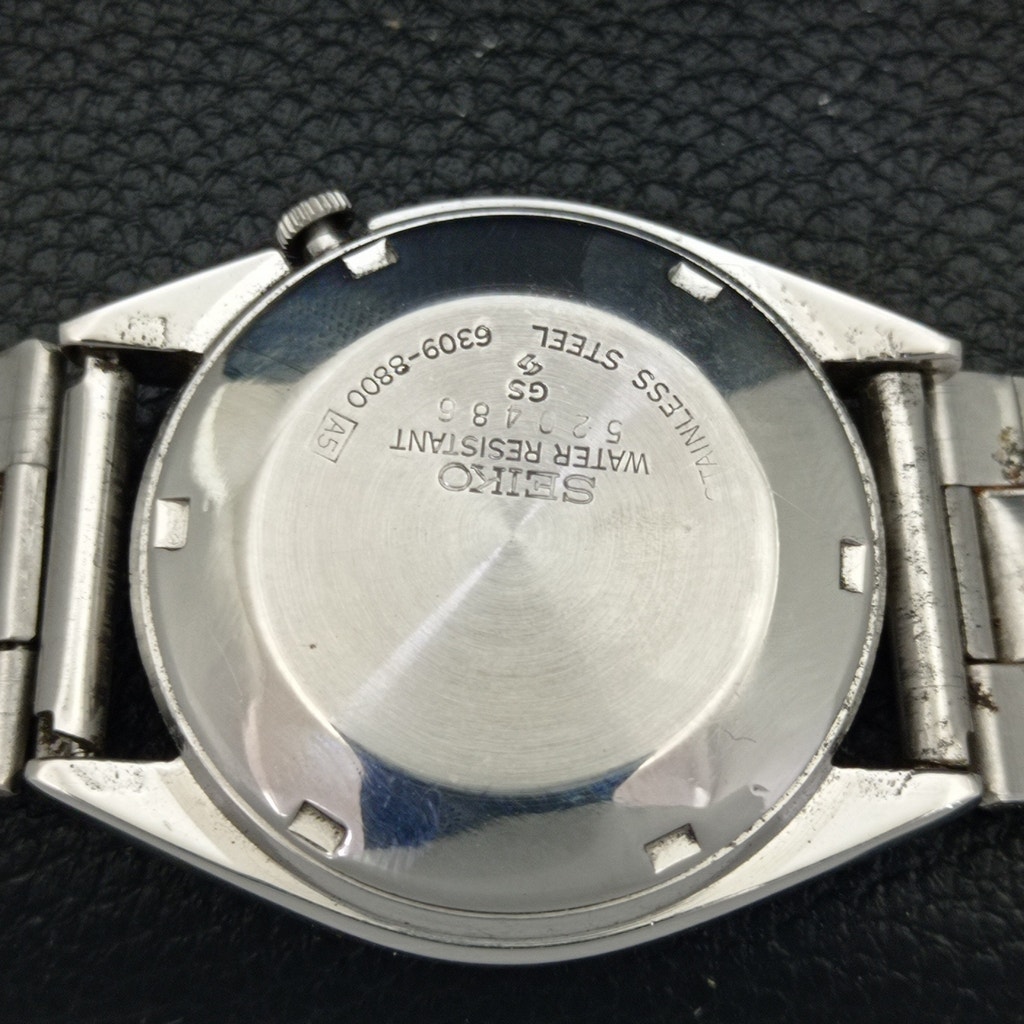 SEIKO
WATER RESISTANT
520486
GS
STAINLESS STEEL 6309-8800 A5